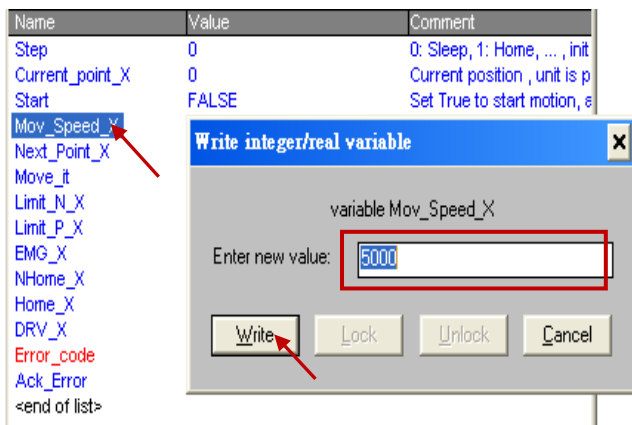 Name Value Comment
Step 0 0: Sleep, 1: Home, ... , init
Current_point_X 0 Current position , unit is p
Start FALSE Set True to start motion, a
Mov_Speed_X
Next_Point_X
Move_it
Limit_N_X
Limit_P_X
EMG_X
NHome_X
Home_X
DRV_X
Error_code
Ack_Error
<end of list>
Write integer/real variable
variable Mov_Speed_X
Enter new value: 5000
Write Lock Unlock Cancel